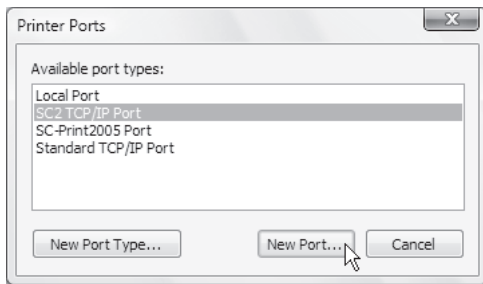 Printer Ports
Available port types:
Local Port
SC2 TCP/IP Port
SC-Print2005 Port
Standard TCP/IP Port
New Port Type... New Port... Cancel